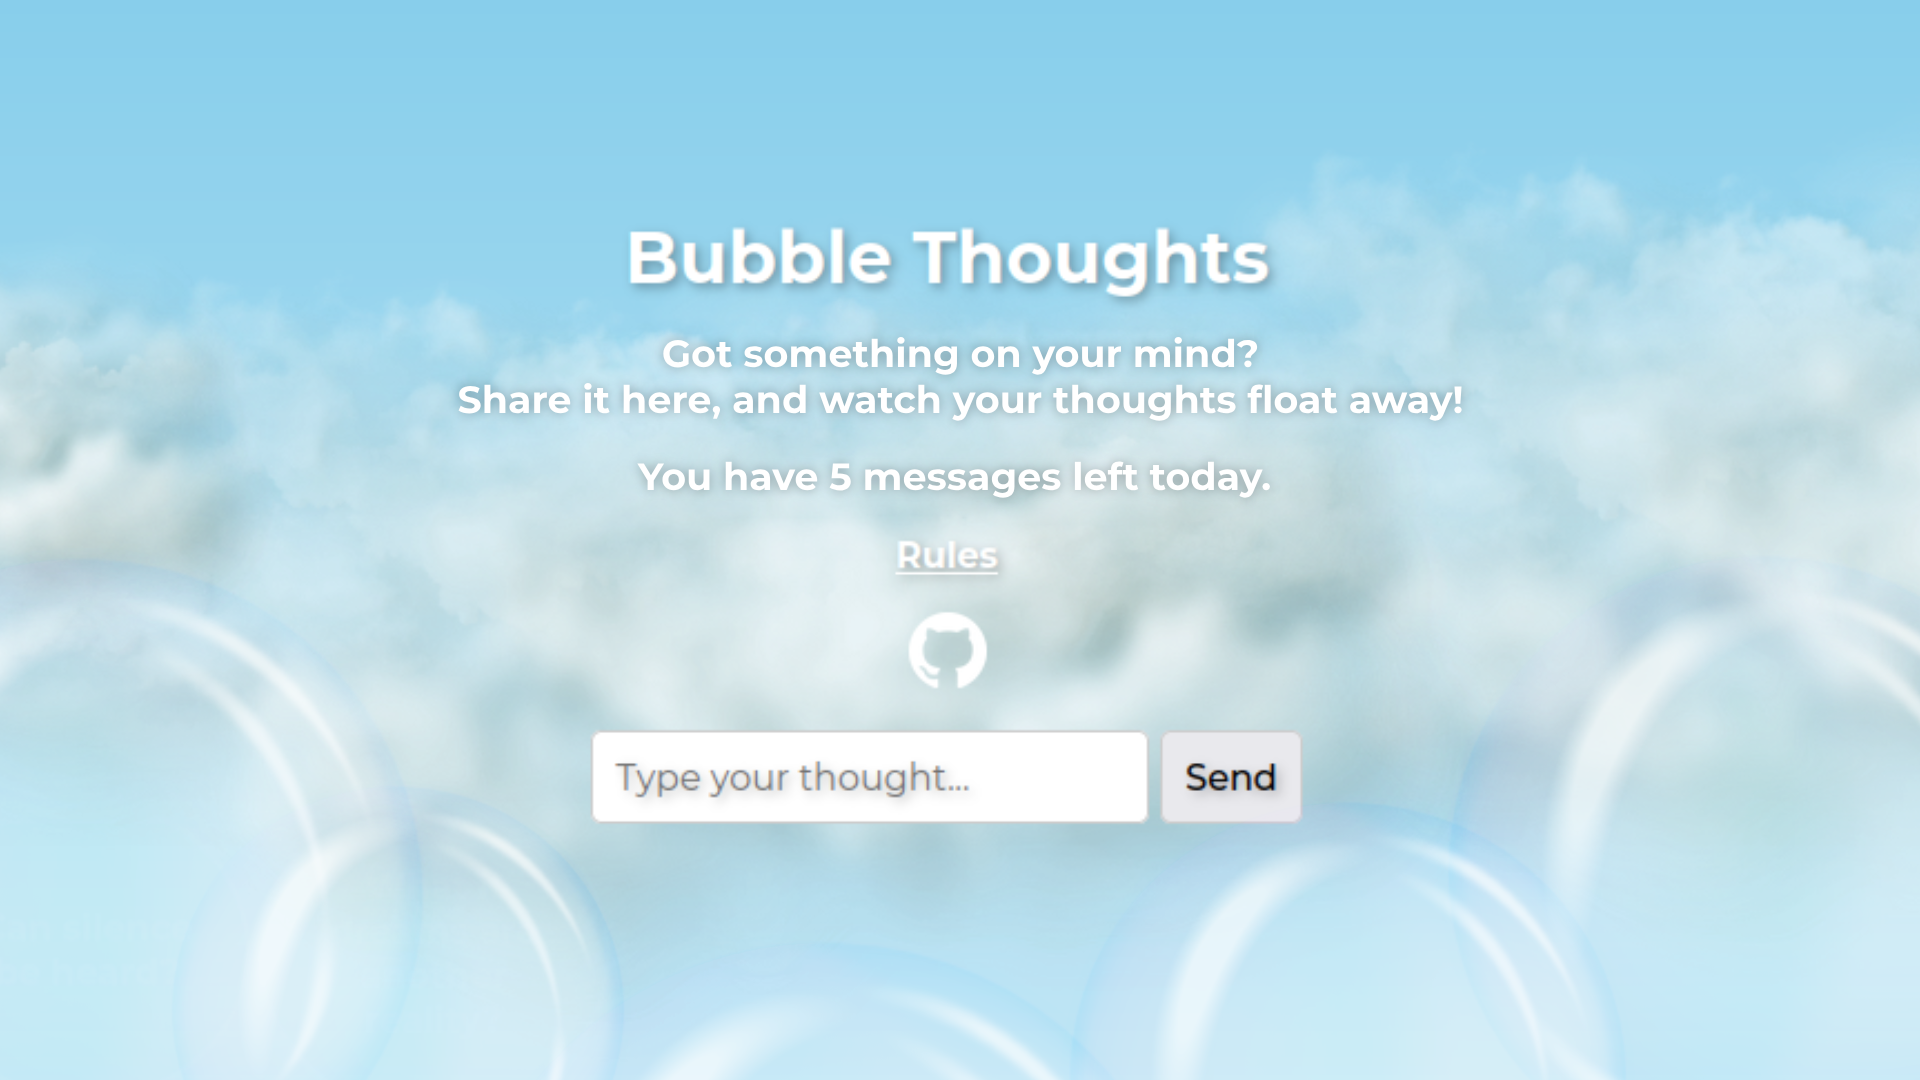 Bubble Thoughts
Got something on your mind?
Share it here, and watch your thoughts float away!
You have 5 messages left today.
Rules
Type your thought...
Send
heard